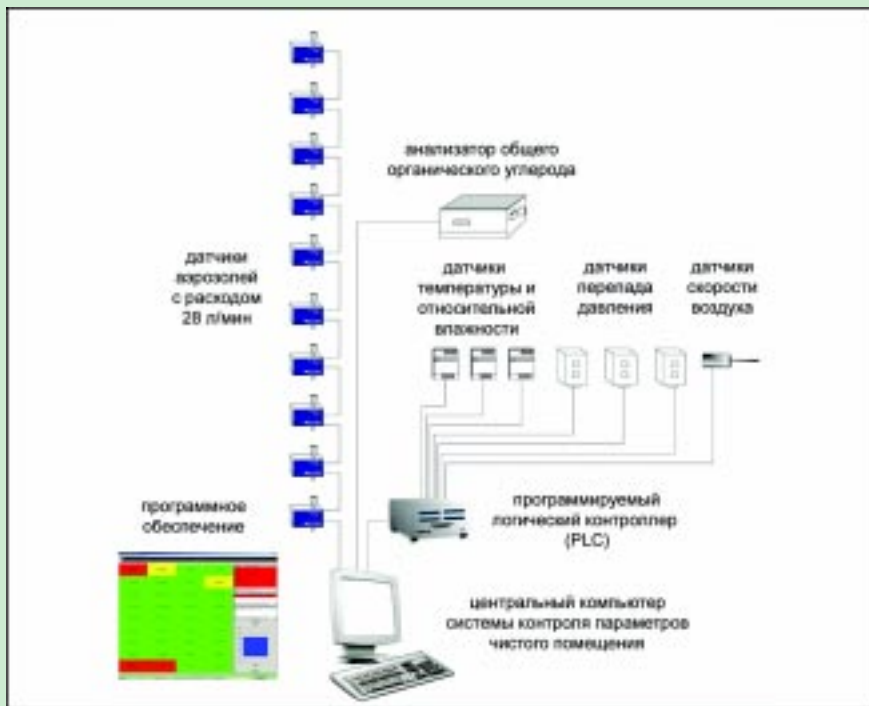 анализатор общего
органического углерода
датчики
аэрозолей
с расходом
28 л/мин
датчики
температуры и
относительной
влажности
датчики
перепада
давления
датчики
скорости
воздуха
программное
обеспечение
программируемый
логический контроллер
(PLC)
центральный компьютер
системы контроля параметров
чистого помещения